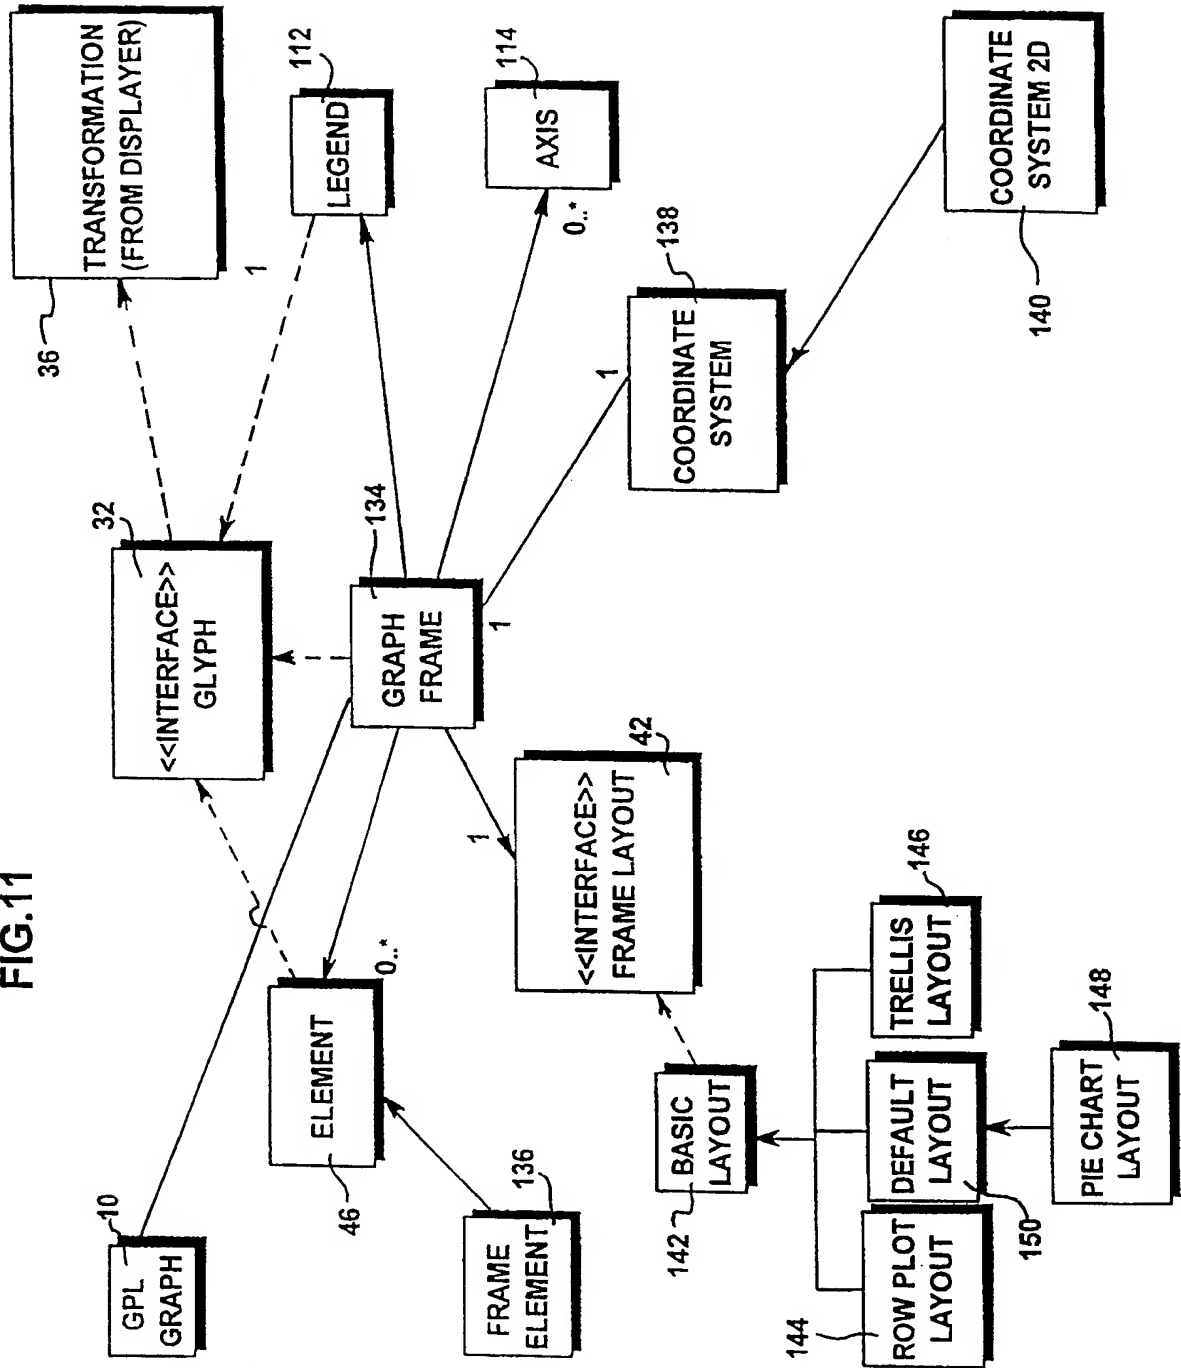 FIG.11
10
GPL
GRAPH
32
<<INTERFACE>>
GLYPH
36
TRANSFORMATION
(FROM DISPLAYER)
1
46
ELEMENT
0..*
134
GRAPH
FRAME
1
112
LEGEND
114
AXIS
0..*
136
FRAME
ELEMENT
1
42
<<INTERFACE>>
FRAME LAYOUT
1
138
COORDINATE
SYSTEM
142
BASIC
LAYOUT
140
COORDINATE
SYSTEM 2D
144
ROW PLOT
LAYOUT
150
DEFAULT
LAYOUT
146
TRELLIS
LAYOUT
148
PIE CHART
LAYOUT